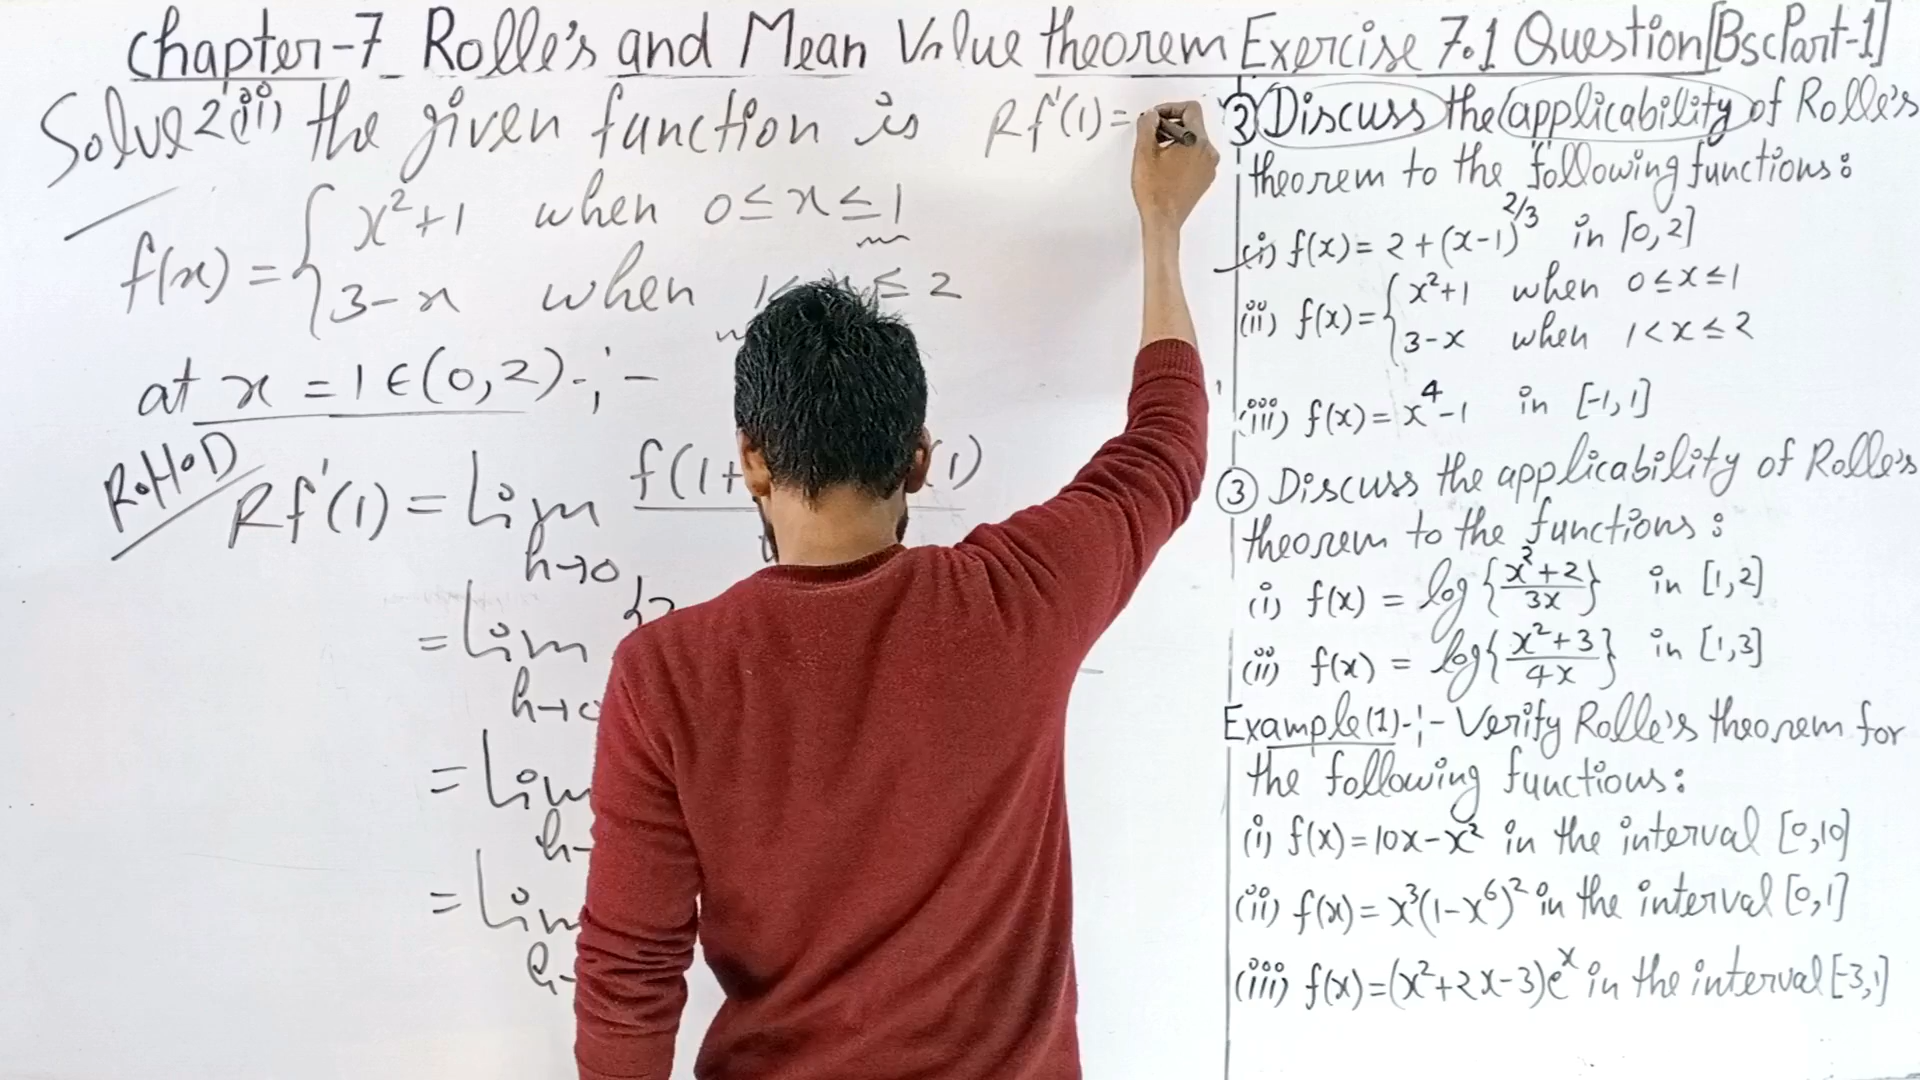 Chapter-7 Rolle's and Mean Value theorem Exercise 7.1 Question[BscPart-1]
Solve 2(ii) the given function is
f(x) = { x²+1 when 0≤x≤1
3-x when 1< ≤ 2
at x = 1 ∈ (0,2) -;-
R.H.D
Rf'(1) = Lim f(1+ (1)
h→0
= Lim
h→0
= Lim
h-
= Lim
h-
Rf'(1) =
③ Discuss the applicability of Rolle's
theorem to the following functions:
(i) f(x) = 2 + (x-1)^2/3 in [0,2]
(ii) f(x) = { x²+1 when 0≤x≤1
3-x when 1<x≤2
(iii) f(x) = x⁴-1 in [-1,1]
③ Discuss the applicability of Rolle's
theorem to the functions:
(i) f(x) = log{x²+2/3x} in [1,2]
(ii) f(x) = log{x²+3/4x} in [1,3]
Example(1)-;- Verify Rolle's theorem for
the following functions:
(i) f(x)=10x-x² in the interval [0,10]
(ii) f(x) = x³(1-x⁶)² in the interval [0,1]
(iii) f(x)=(x²+2x-3)eˣ in the interval [-3,1]